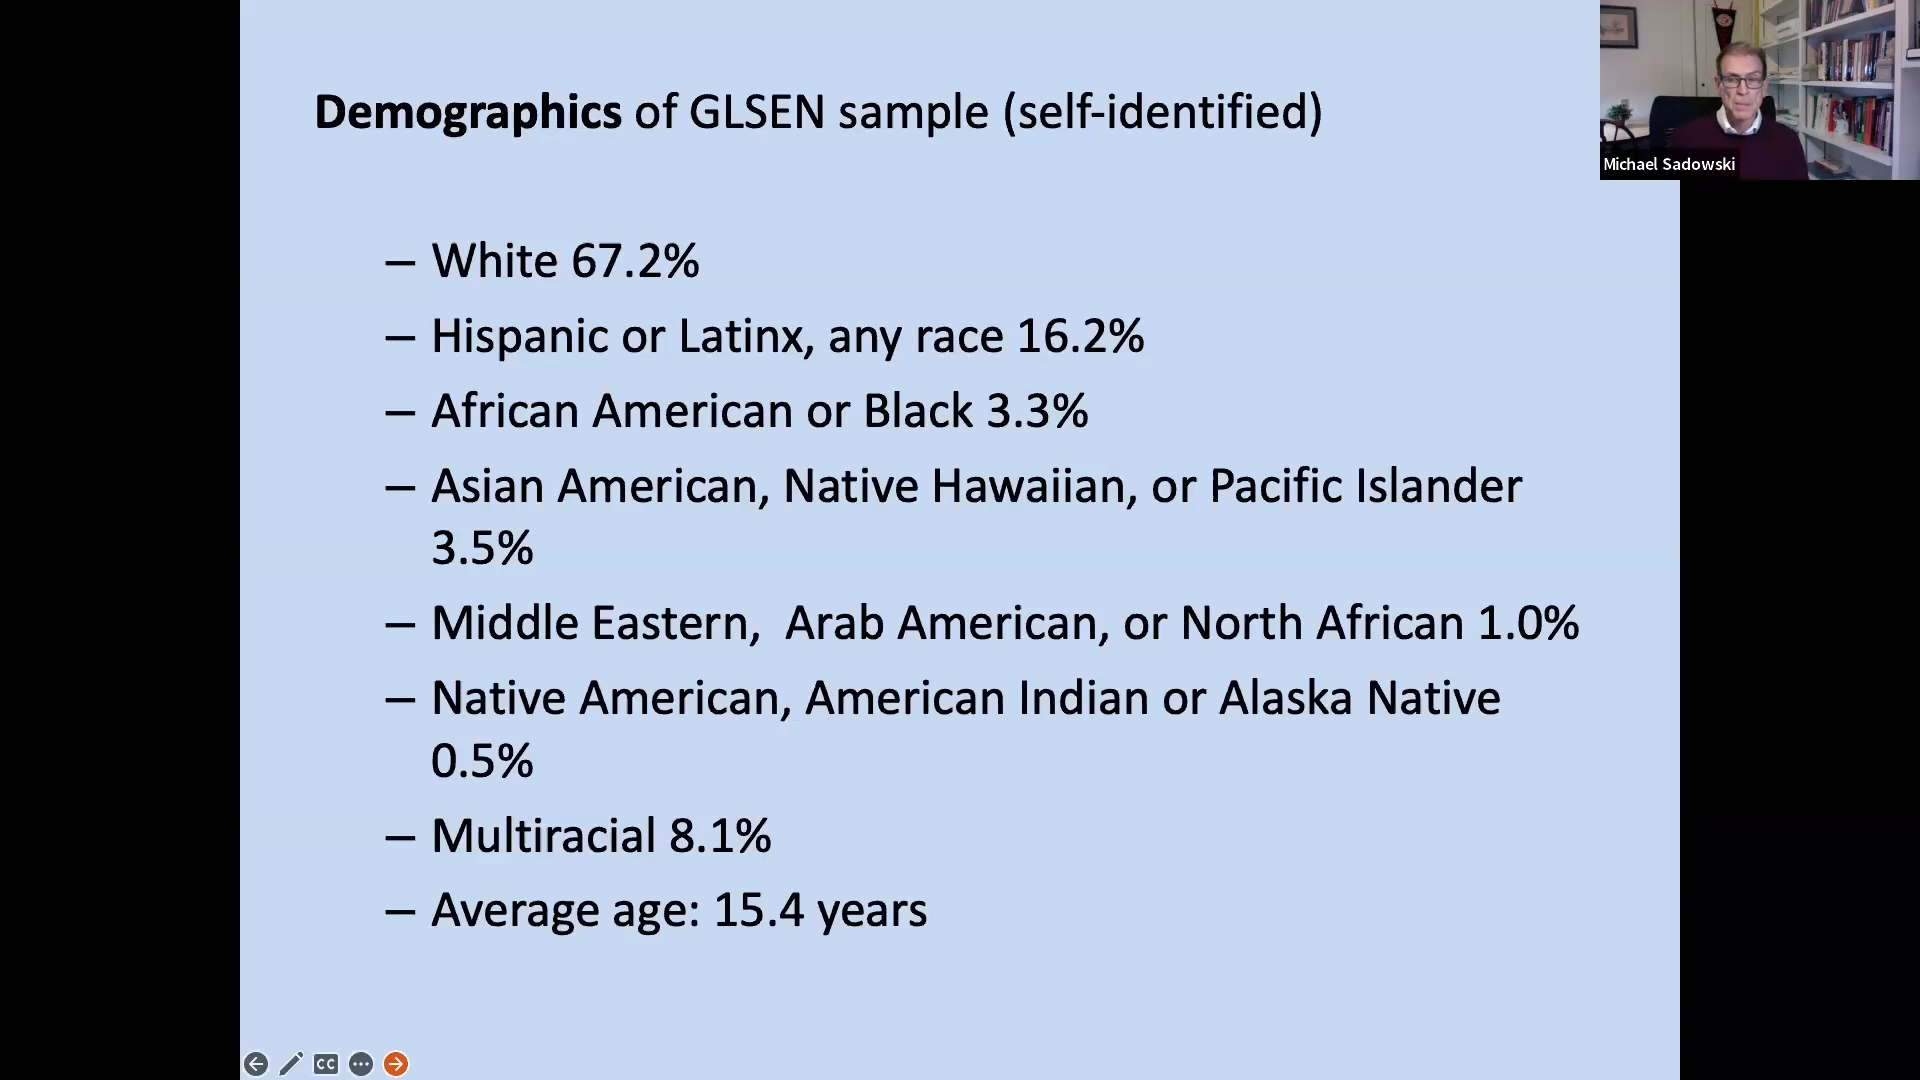 Demographics of GLSEN sample (self-identified)
– White 67.2%
– Hispanic or Latinx, any race 16.2%
– African American or Black 3.3%
– Asian American, Native Hawaiian, or Pacific Islander
3.5%
– Middle Eastern,  Arab American, or North African 1.0%
– Native American, American Indian or Alaska Native
0.5%
– Multiracial 8.1%
– Average age: 15.4 years
Michael Sadowski
CC